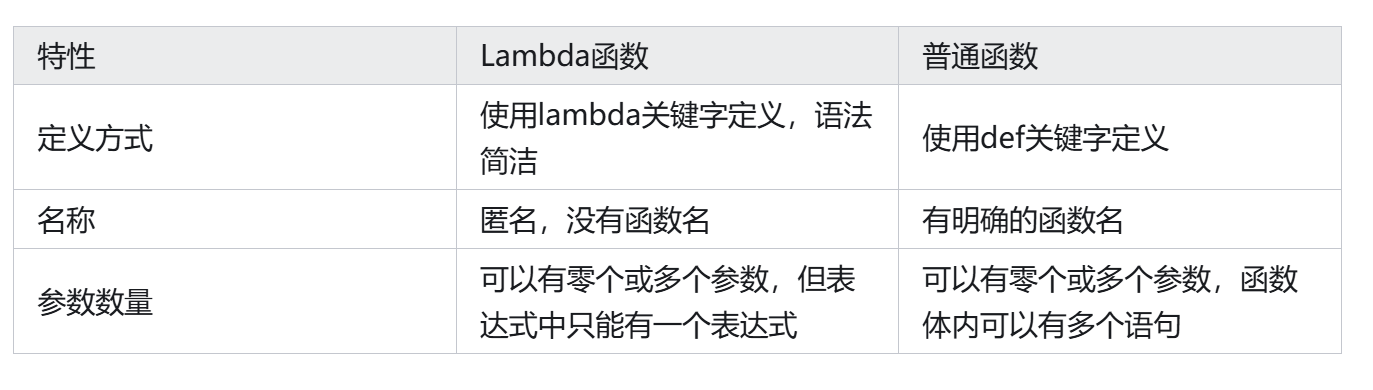 特性 Lambda函数 普通函数
定义方式 使用lambda关键字定义，语法 使用def关键字定义
简洁
名称 匿名，没有函数名 有明确的函数名
参数数量 可以有零个或多个参数，但表 可以有零个或多个参数，函数
达式中只能有一个表达式 体内可以有多个语句